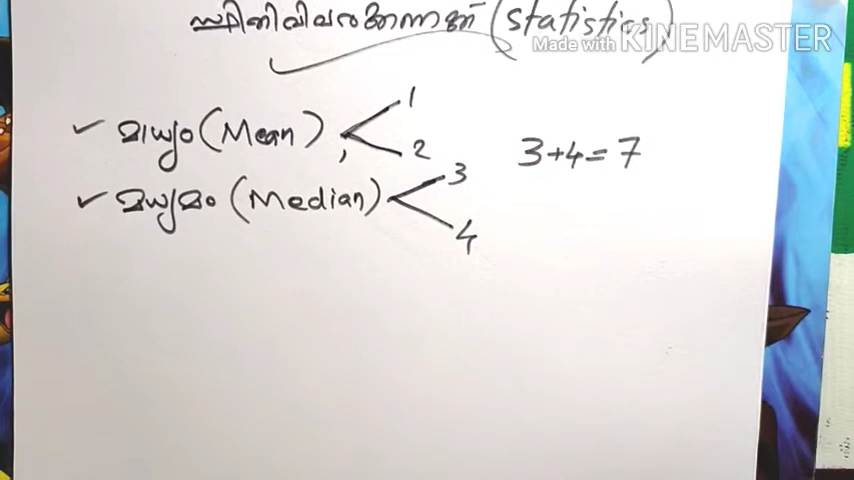 സ്ഥിതിവിവരക്കണക്ക് (Statistics)
Made with KINEMASTER
✓ മാധ്യം (Mean) , < 1 2
3+4=7
✓ മധ്യമം (Median) < 3 4